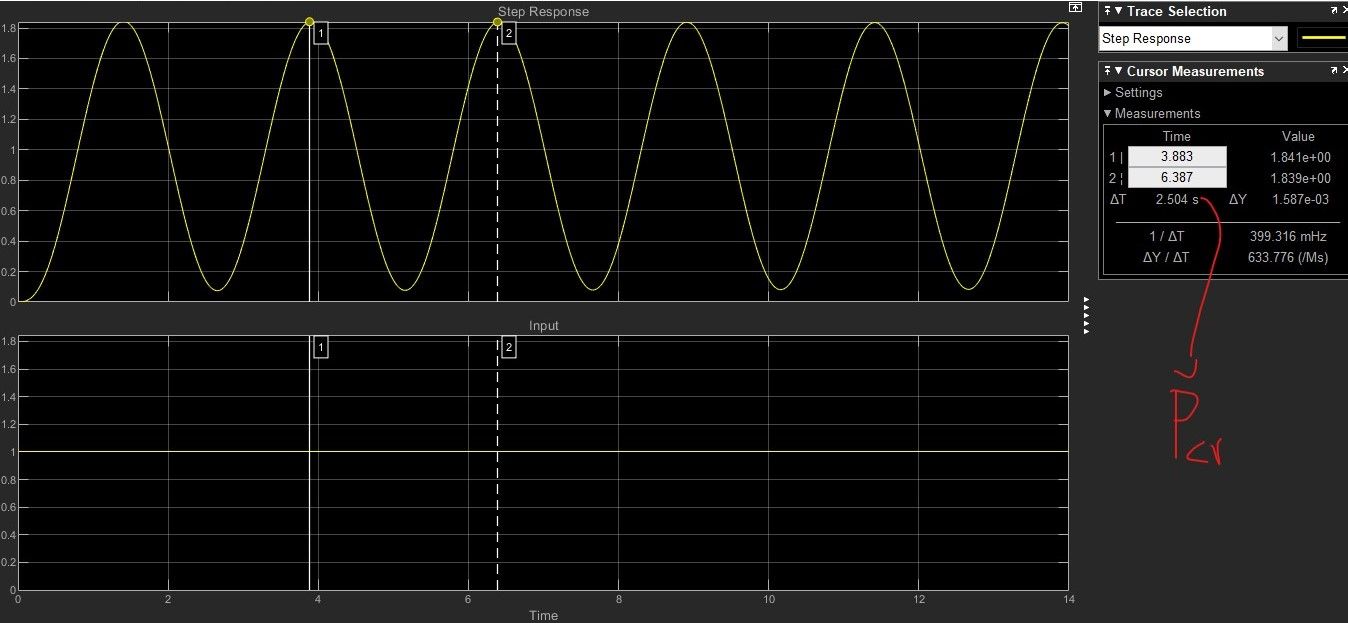 Step Response
1.8
1.6
1.4
1.2
1
0.8
0.6
0.4
0.2
0
1
2
Input
1.8
1.6
1.4
1.2
1
0.8
0.6
0.4
0.2
0
1
2
0 2 4 6 8 10 12 14
Time
Trace Selection
Step Response
Cursor Measurements
Settings
Measurements
Time Value
1 | 3.883 1.841e+00
2 ¦ 6.387 1.839e+00
ΔT 2.504 s ΔY 1.587e-03
1 / ΔT 399.316 mHz
ΔY / ΔT 633.776 (/Ms)
Pcr